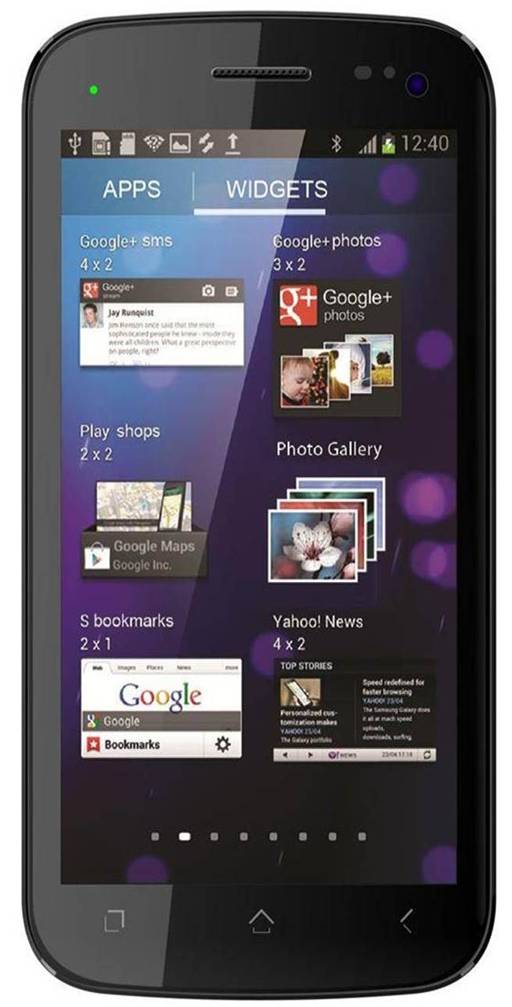 12:40
APPS WIDGETS
Google+ sms
4 x 2
Google+
stream
Jay Runquist
Jim Henson once said that the most
sophisticated people he knew - inside they
were all children. What a great perspective
on people, right?
Google+photos
3 x 2
g+ Google+
photos
Play shops
2 x 2
Google Maps
Google Inc.
Photo Gallery
S bookmarks
2 x 1
Web Images Places News more
Google
Google
Bookmarks
Yahoo! News
4 x 2
TOP STORIES
Personalized cus-
tomization makes
YAHOO! 23/04
The Galaxy portfolio
Speed redefined for
faster browsing
YAHOO! 23/04
The Samsung Galaxy does
it all at mach speed
uploads,
downloads, surfing
NEWS 23/04 17:18